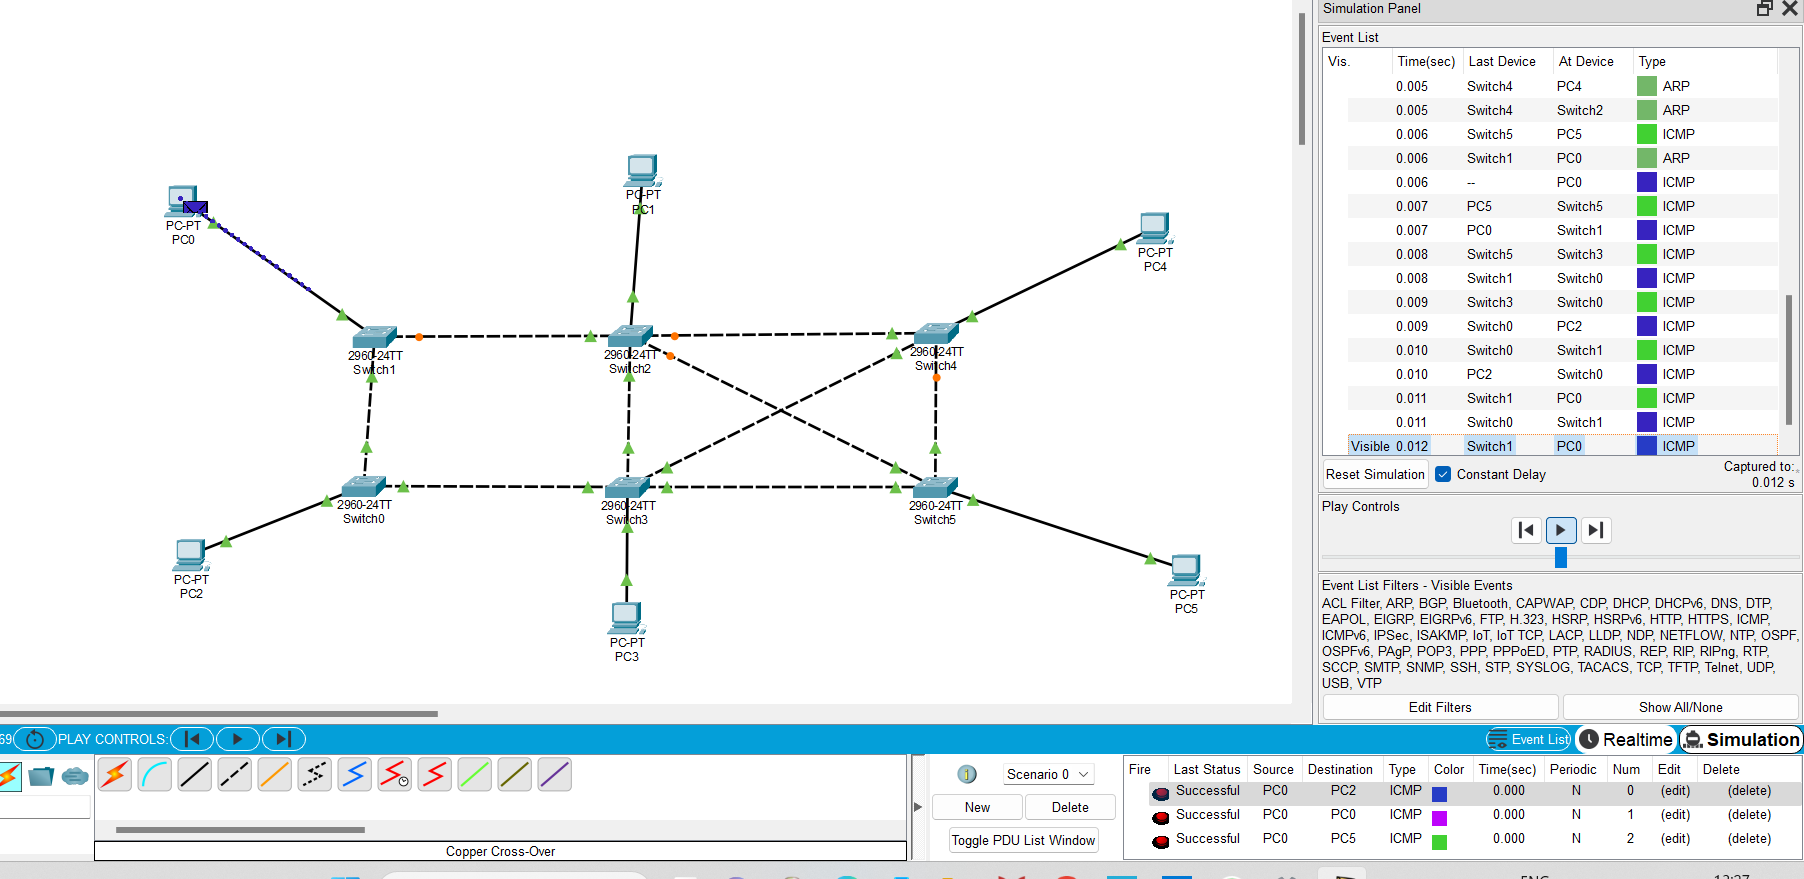 Simulation Panel
Event List
Vis. Time(sec) Last Device At Device Type
0.005 Switch4 PC4 ARP
0.005 Switch4 Switch2 ARP
0.006 Switch5 PC5 ICMP
0.006 Switch1 PC0 ARP
0.006 -- PC0 ICMP
0.007 PC5 Switch5 ICMP
0.007 PC0 Switch1 ICMP
0.008 Switch5 Switch3 ICMP
0.008 Switch1 Switch0 ICMP
0.009 Switch3 Switch0 ICMP
0.009 Switch0 PC2 ICMP
0.010 Switch0 Switch1 ICMP
0.010 PC2 Switch0 ICMP
0.011 Switch1 PC0 ICMP
0.011 Switch0 Switch1 ICMP
Visible 0.012 Switch1 PC0 ICMP
Reset Simulation Constant Delay Captured to:
0.012 s
Play Controls
Event List Filters - Visible Events
ACL Filter, ARP, BGP, Bluetooth, CAPWAP, CDP, DHCP, DHCPv6, DNS, DTP,
EAPOL, EIGRP, EIGRPv6, FTP, H.323, HSRP, HSRPv6, HTTP, HTTPS, ICMP,
ICMPv6, IPSec, ISAKMP, IoT, IoT TCP, LACP, LLDP, NDP, NETFLOW, NTP, OSPF,
OSPFv6, PAgP, POP3, PPP, PPPoED, PTP, RADIUS, REP, RIP, RIPng, RTP,
SCCP, SMTP, SNMP, SSH, STP, SYSLOG, TACACS, TCP, TFTP, Telnet, UDP,
USB, VTP
Edit Filters Show All/None
PC-PT
PC0
PC-PT
PC1
PC-PT
PC4
2960-24TT
Switch1
2960-24TT
Switch2
2960-24TT
Switch4
2960-24TT
Switch0
2960-24TT
Switch3
2960-24TT
Switch5
PC-PT
PC2
PC-PT
PC3
PC-PT
PC5
69 PLAY CONTROLS: Event List Realtime Simulation
Copper Cross-Over
Scenario 0
New Delete
Toggle PDU List Window
Fire Last Status Source Destination Type Color Time(sec) Periodic Num Edit Delete
Successful PC0 PC2 ICMP 0.000 N 0 (edit) (delete)
Successful PC0 PC0 ICMP 0.000 N 1 (edit) (delete)
Successful PC0 PC5 ICMP 0.000 N 2 (edit) (delete)